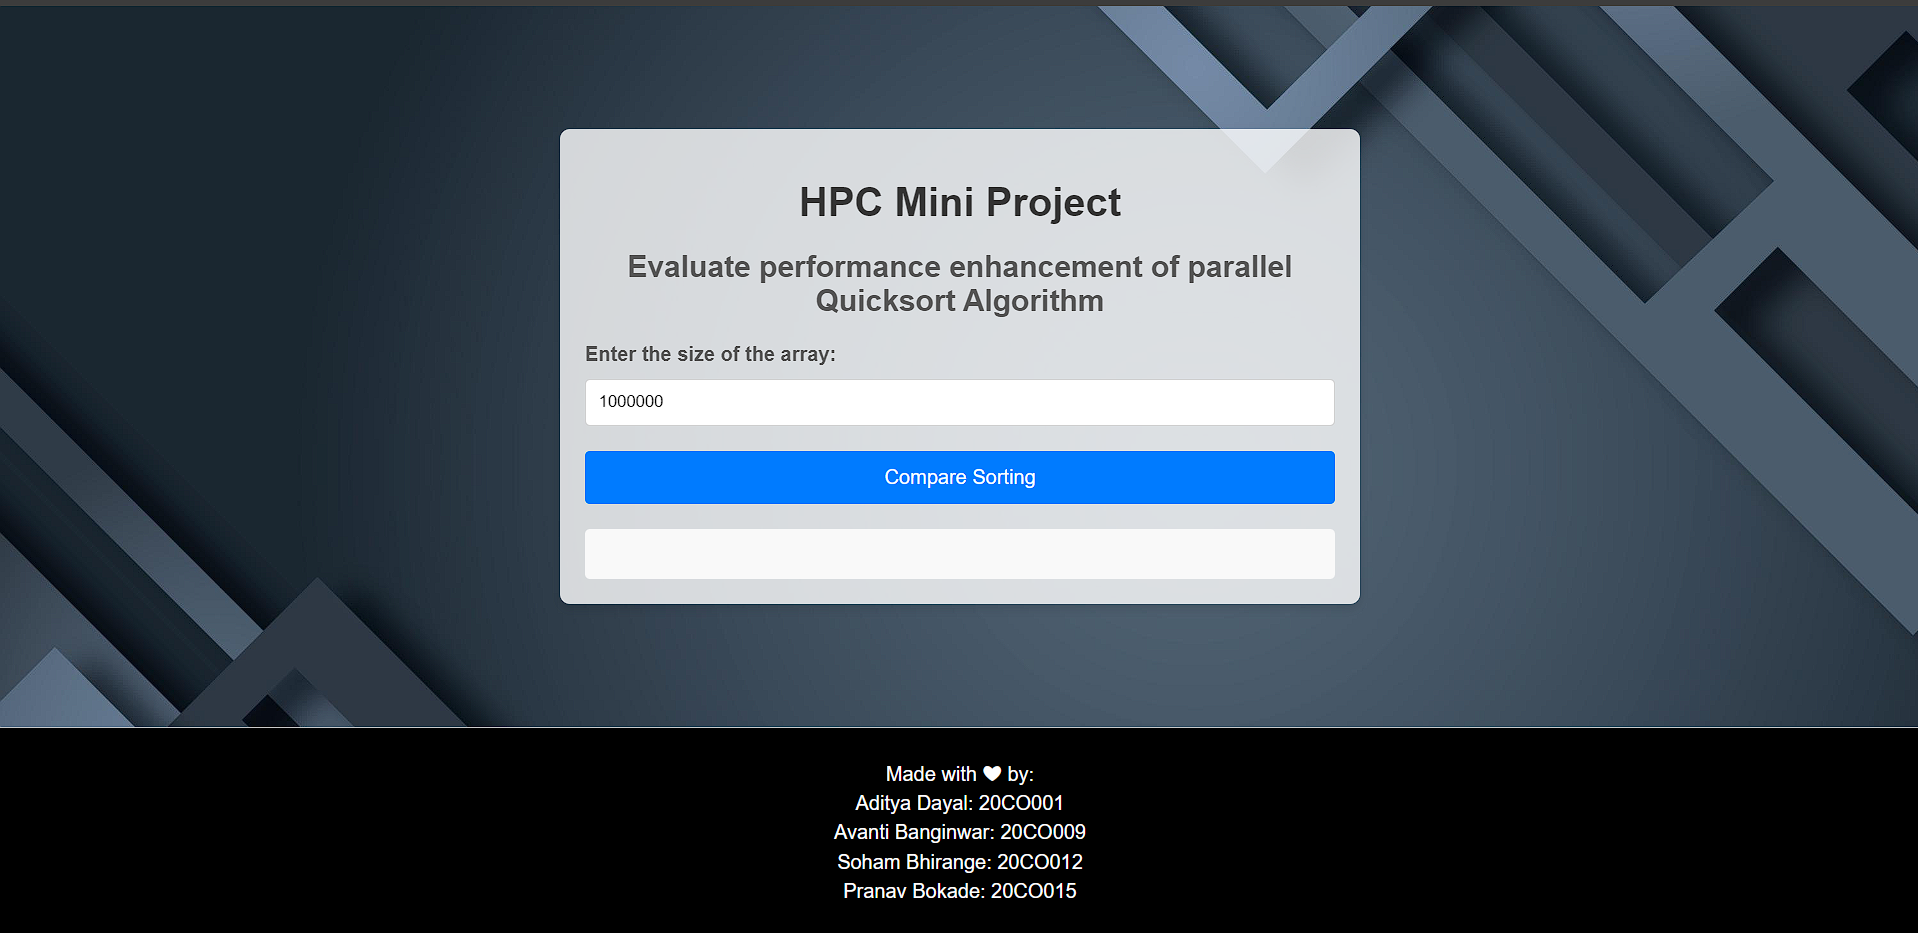 HPC Mini Project
Evaluate performance enhancement of parallel
Quicksort Algorithm
Enter the size of the array:
1000000
Compare Sorting
Made with ♥ by:
Aditya Dayal: 20CO001
Avanti Banginwar: 20CO009
Soham Bhirange: 20CO012
Pranav Bokade: 20CO015